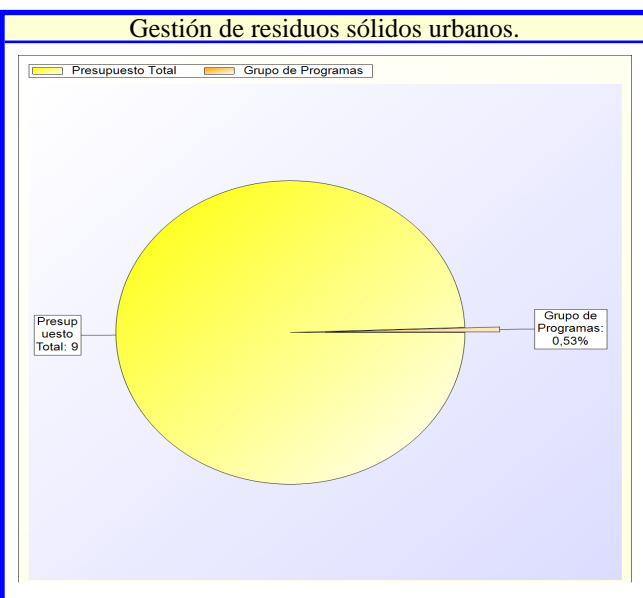 Gestión de residuos sólidos urbanos.
Presupuesto Total Grupo de Programas
Presup
uesto
Total: 9
Grupo de
Programas:
0,53%